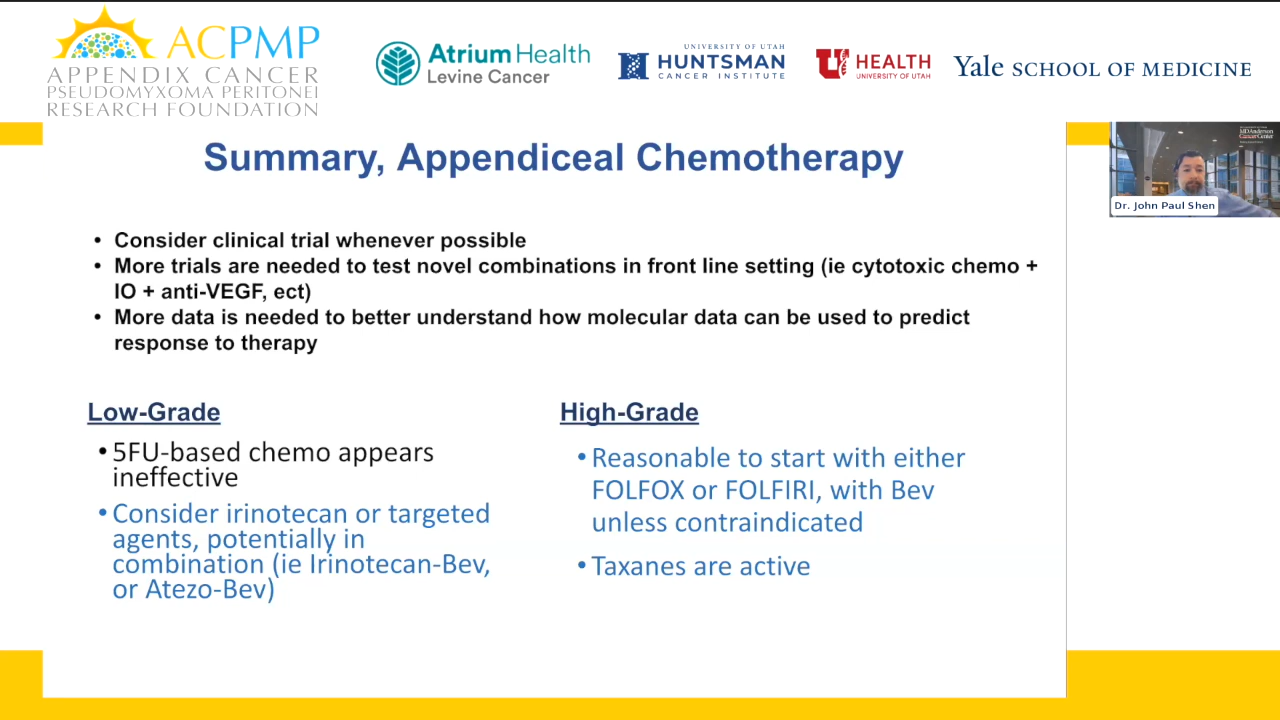 ACPMP
APPENDIX CANCER
PSEUDOMYXOMA PERITONEI
RESEARCH FOUNDATION
Atrium Health
Levine Cancer
UNIVERSITY OF UTAH
HUNTSMAN
CANCER INSTITUTE
U
HEALTH
UNIVERSITY OF UTAH
Yale SCHOOL OF MEDICINE
MDAnderson
Cancer Center
Dr. John Paul Shen
Summary, Appendiceal Chemotherapy
• Consider clinical trial whenever possible
• More trials are needed to test novel combinations in front line setting (ie cytotoxic chemo +
IO + anti-VEGF, ect)
• More data is needed to better understand how molecular data can be used to predict
response to therapy
Low-Grade
• 5FU-based chemo appears
ineffective
• Consider irinotecan or targeted
agents, potentially in
combination (ie Irinotecan-Bev,
or Atezo-Bev)
High-Grade
• Reasonable to start with either
FOLFOX or FOLFIRI, with Bev
unless contraindicated
• Taxanes are active